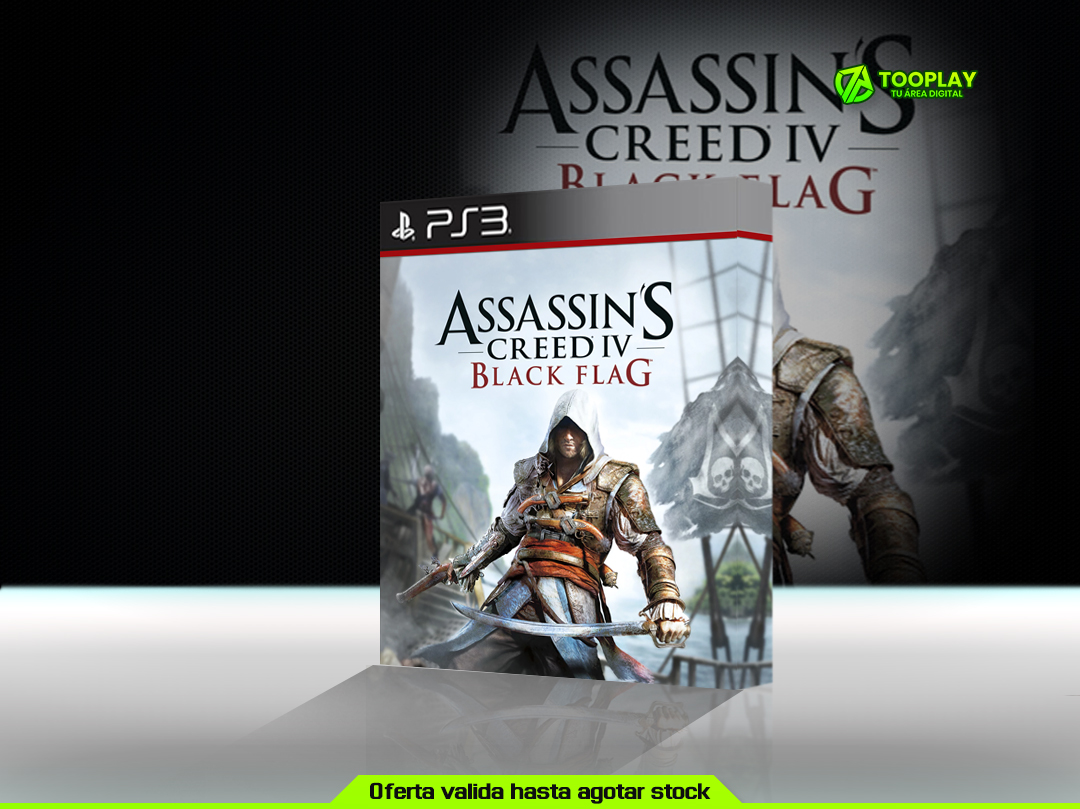 ASSASSIN'S
CREED IV
BLACK FLAG
TOOPLAY
TU ÁREA DIGITAL
PS3
ASSASSIN'S
CREED IV
BLACK FLAG
Oferta valida hasta agotar stock